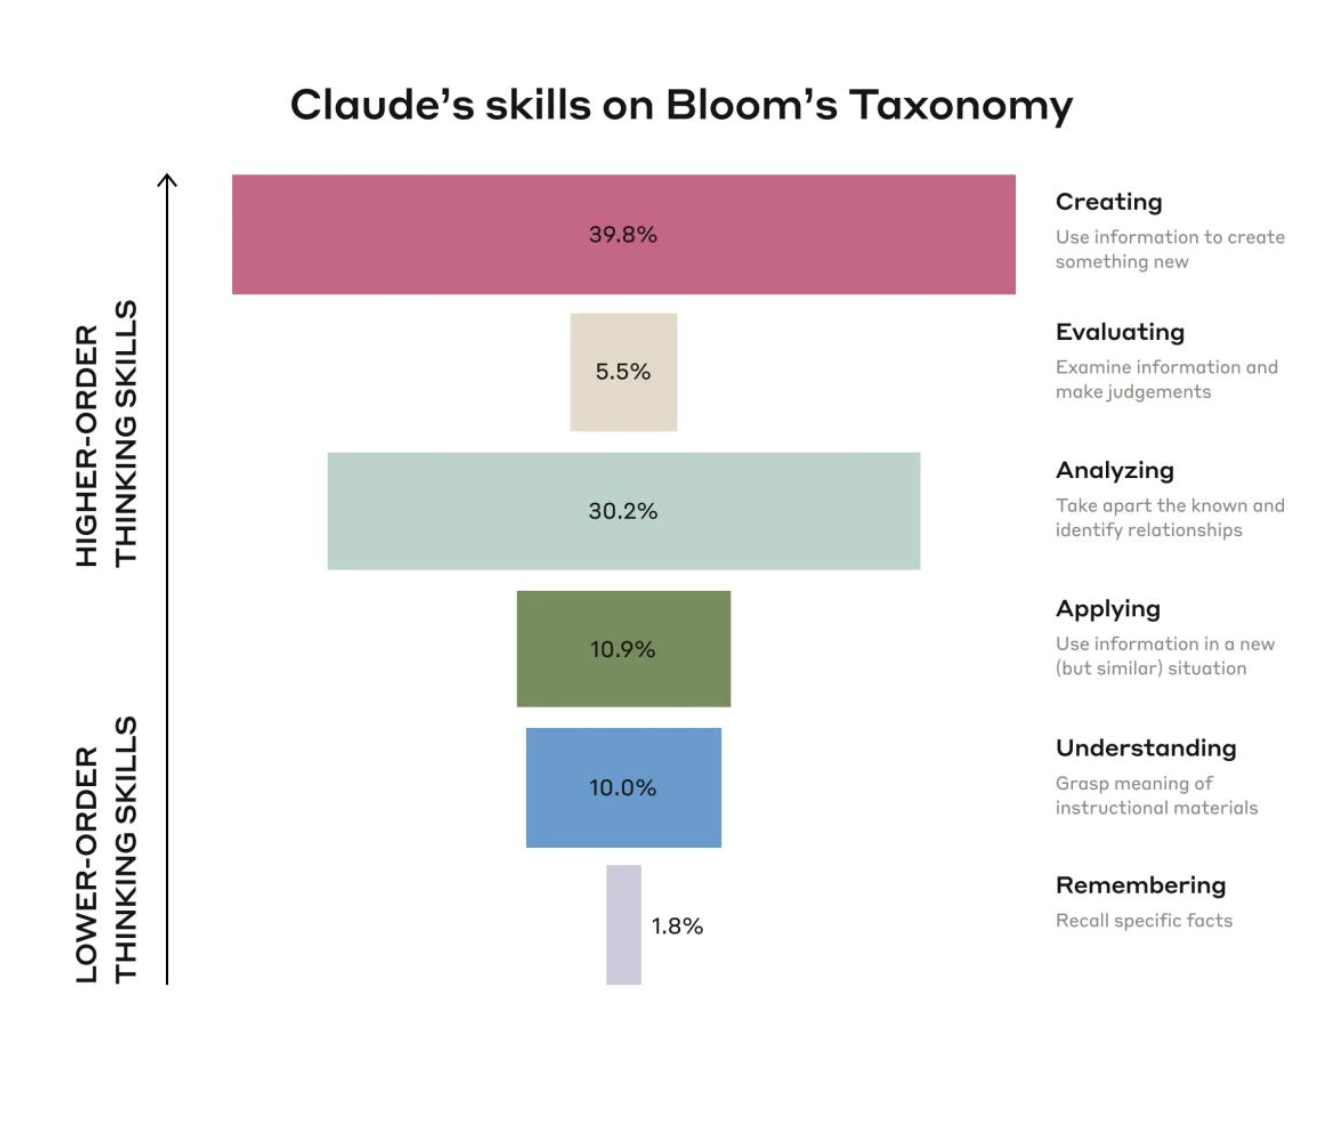 Claude’s skills on Bloom’s Taxonomy
HIGHER-ORDER
THINKING SKILLS
LOWER-ORDER
THINKING SKILLS
39.8%
Creating
Use information to create
something new
5.5%
Evaluating
Examine information and
make judgements
30.2%
Analyzing
Take apart the known and
identify relationships
10.9%
Applying
Use information in a new
(but similar) situation
10.0%
Understanding
Grasp meaning of
instructional materials
1.8%
Remembering
Recall specific facts